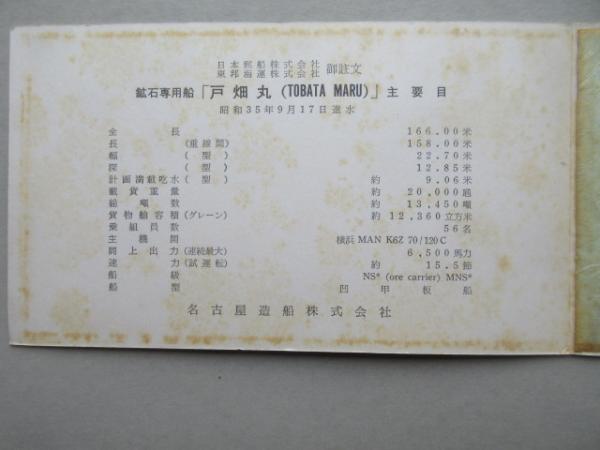 日本郵船株式会社
東邦海運株式会社 御註文
鉱石専用船「戸畑丸(TOBATA MARU)」主要目
昭和35年9月17日進水
全長 166.00米
長 (垂線間) 158.00米
幅 (型) 22.70米
深 (型) 12.85米
計画満載吃水(型) 約 9.06米
載貨重量 約 20,000瓲
総噸数 約 13,450噸
貨物艙容積(グレーン) 約 12,360立方米
乗組員数 56名
主機関 横浜 MAN K6Z 70/120 C
同上出力(連続最大) 6,500馬力
速力(試運転) 約 15.5節
船級 NS* (ore carrier) MNS*
船型 凹甲板船
名古屋造船株式会社